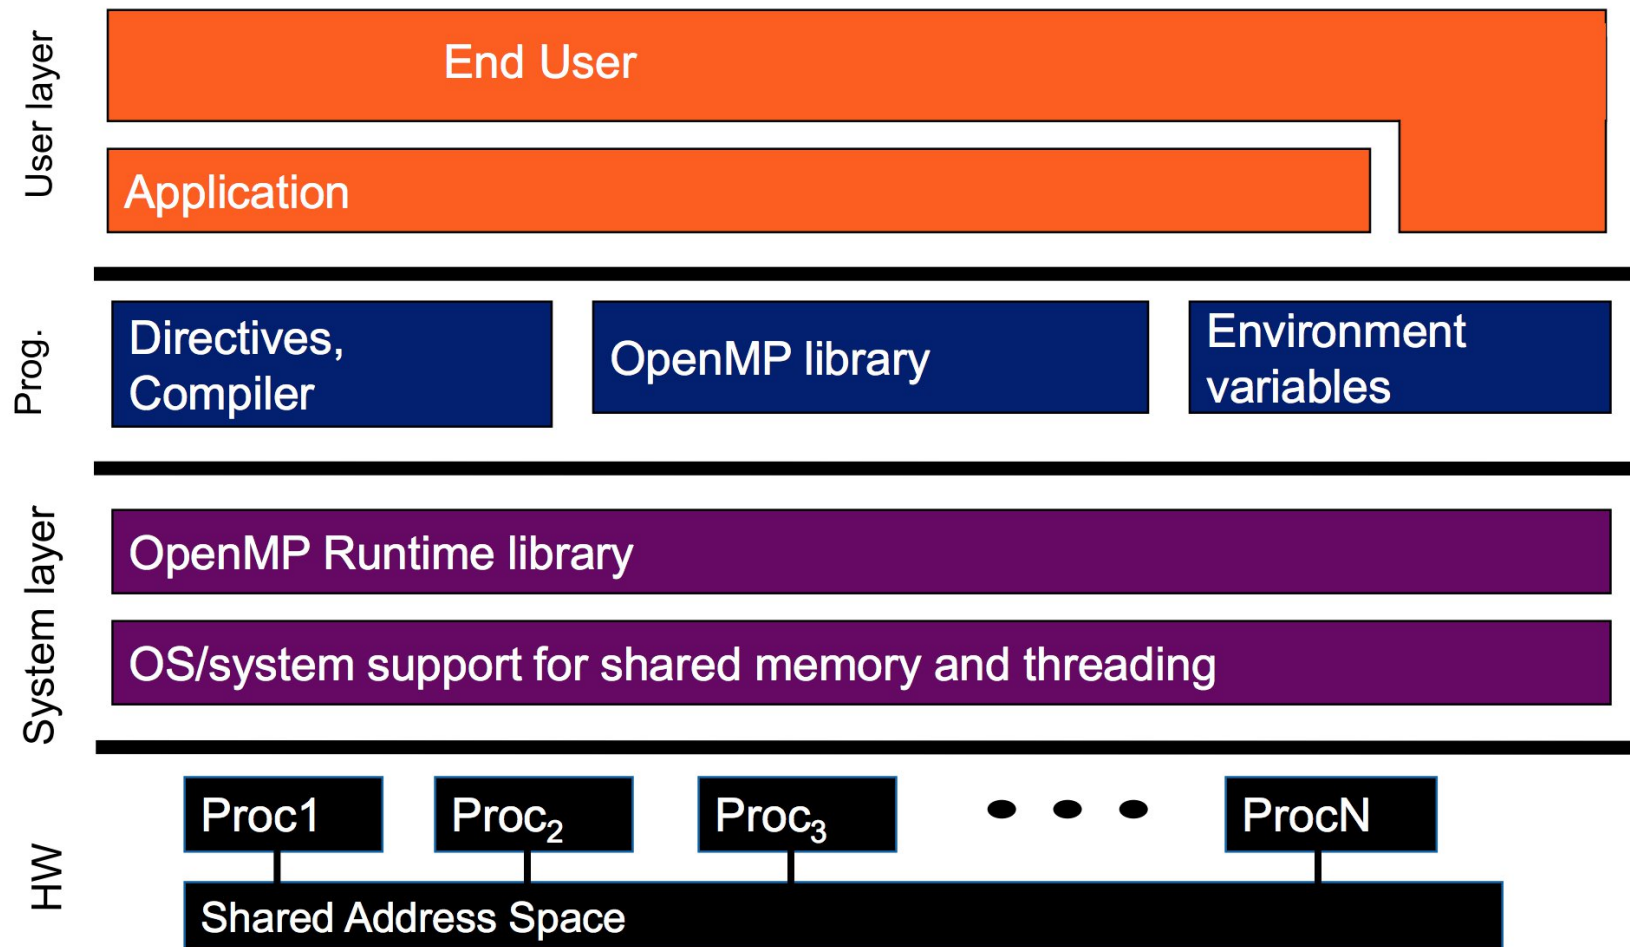 User layer
End User
Application
Prog.
Directives,
Compiler
OpenMP library
Environment
variables
System layer
OpenMP Runtime library
OS/system support for shared memory and threading
HW
Proc1
Proc₂
Proc₃
ProcN
Shared Address Space